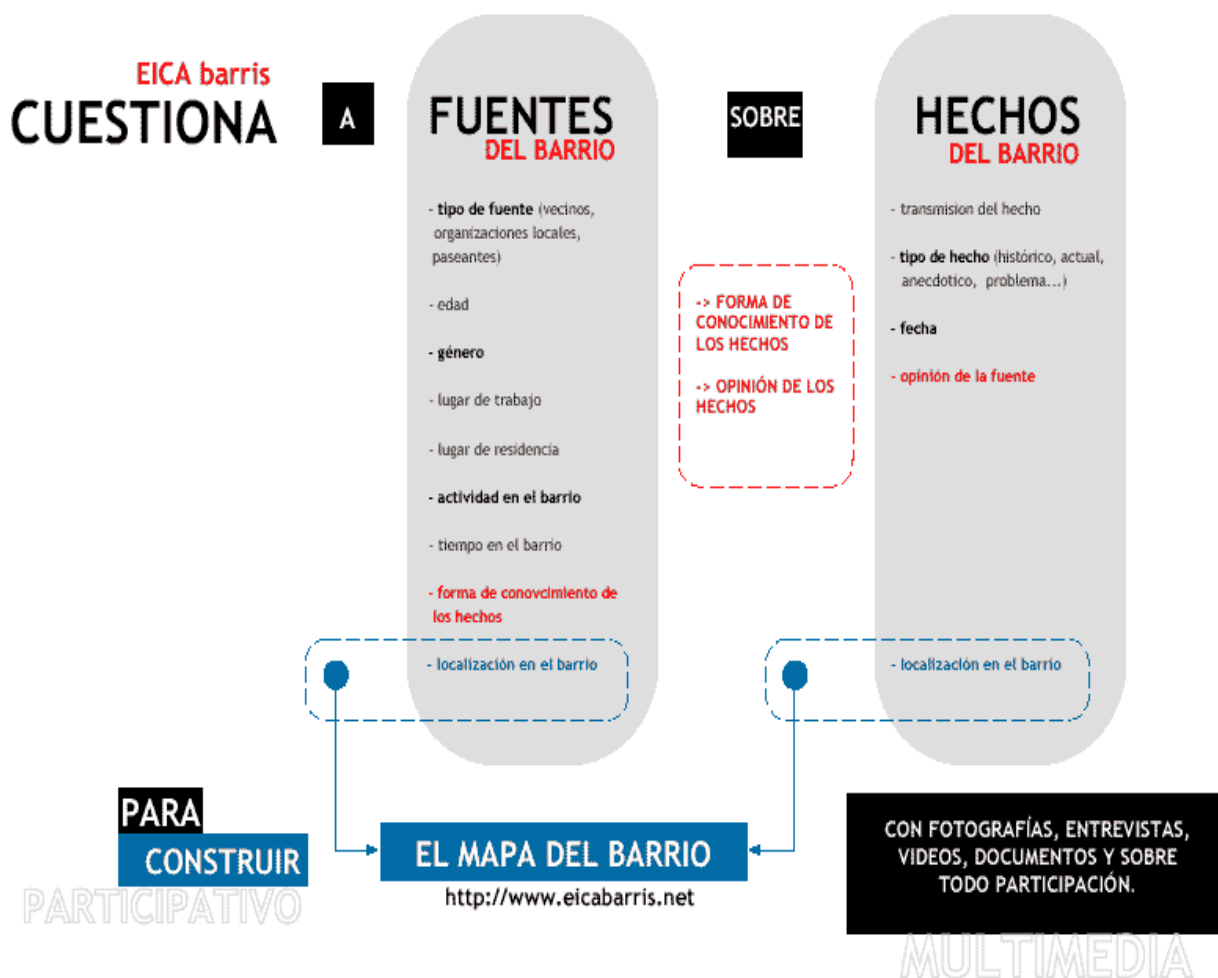 EICA barris
CUESTIONA
A
FUENTES
DEL BARRIO
- tipo de fuente (vecinos,
organizaciones locales,
paseantes)
- edad
- género
- lugar de trabajo
- lugar de residencia
- actividad en el barrio
- tiempo en el barrio
- forma de conovcimiento de
los hechos
- localización en el barrio
SOBRE
-> FORMA DE
CONOCIMIENTO DE
LOS HECHOS
-> OPINIÓN DE LOS
HECHOS
HECHOS
DEL BARRIO
- transmision del hecho
- tipo de hecho (histórico, actual,
anecdotico, problema...)
- fecha
- opinión de la fuente
- localización en el barrio
PARA
CONSTRUIR
PARTICIPATIVO
EL MAPA DEL BARRIO
http://www.eicabarris.net
CON FOTOGRAFÍAS, ENTREVISTAS,
VIDEOS, DOCUMENTOS Y SOBRE
TODO PARTICIPACIÓN.
MULTIMEDIA